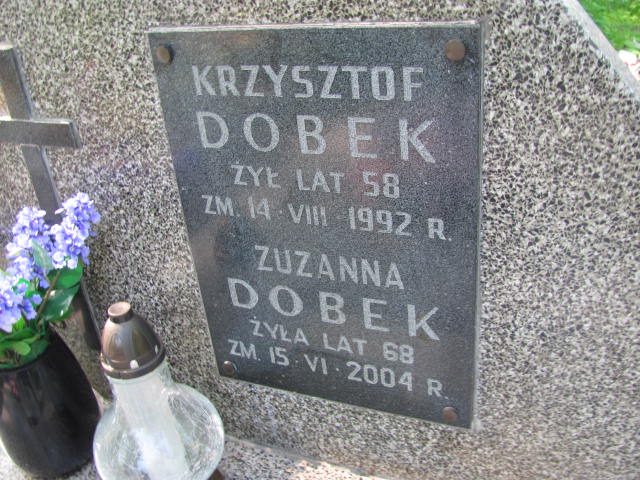 KRZYSZTOF
DOBEK
ŻYŁ LAT 58
ZM. 14 · VIII · 1992 R.
ZUZANNA
DOBEK
ŻYŁA LAT 68
ZM. 15 · VI · 2004 R.